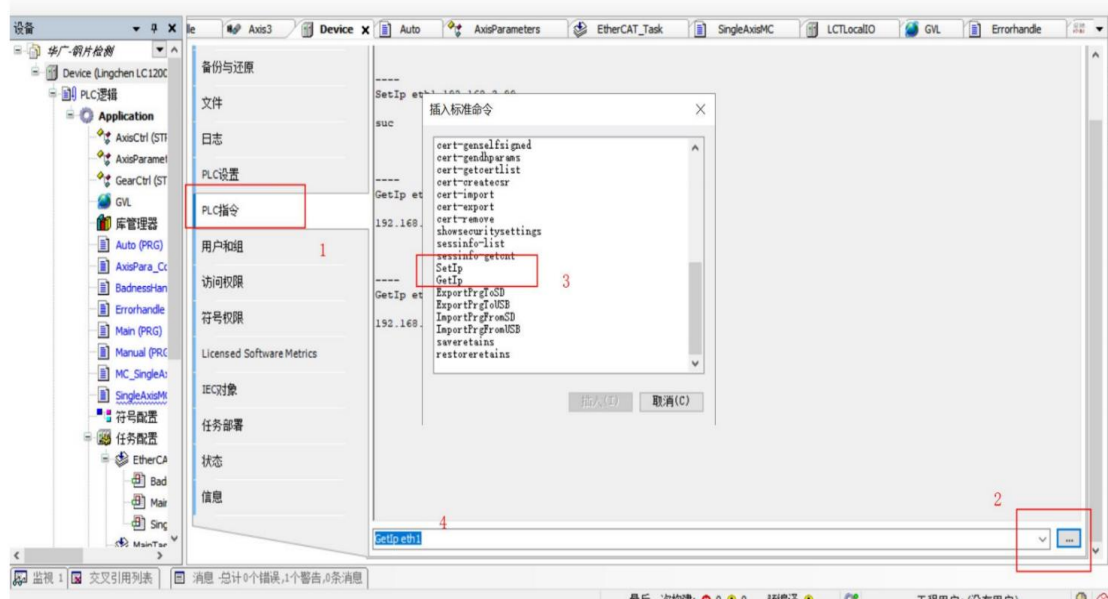 设备
le
Axis3
Device
Auto
AxisParameters
EtherCAT_Task
SingleAxisMC
LCTLocalIO
GVL
Errorhandle
华广-钢片检测
Device (Lingchen LC120C
PLC逻辑
Application
AxisCtrl (STR
AxisParamet
GearCtrl (ST
GVL
库管理器
Auto (PRG)
AxisPara_Co
BadnessHan
Errorhandle
Main (PRG)
Manual (PRG
MC_SingleAx
SingleAxisMC
符号配置
任务配置
EtherCA
Bad
Main
Sing
MainTas
备份与还原
文件
日志
PLC设置
PLC指令
1
用户和组
访问权限
符号权限
Licensed Software Metrics
IEC对象
任务部署
状态
信息
----
SetIp eth1 192.168.
suc
----
GetIp et
192.168.
----
GetIp et
192.168.
插入标准命令
cert-genselfsigned
cert-gendhparams
cert-getcertlist
cert-createcsr
cert-import
cert-export
cert-remove
showsecuritysettings
sessinfo-list
sessinfo-getcnt
SetIp
GetIp
3
ExportPrgToSD
ExportPrgToUSB
ImportPrgFromSD
ImportPrgFromUSB
saveretains
restoreretains
插入(I)
取消(C)
2
4
GetIp eth1
...
监视 1
交叉引用列表
消息 -总计0个错误,1个警告,0条消息